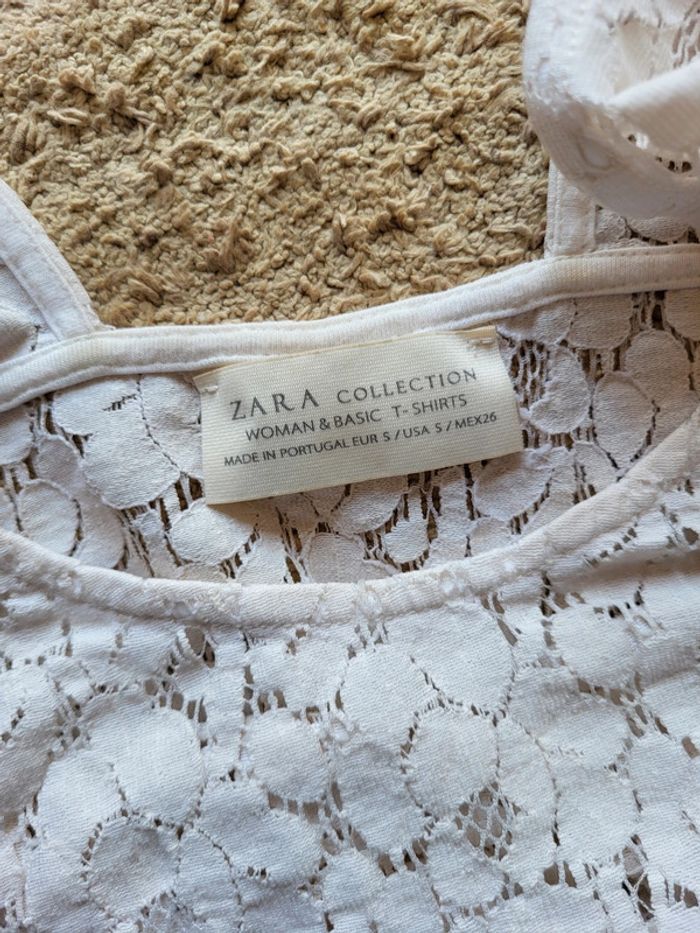 ZARA COLLECTION
WOMAN & BASIC T-SHIRTS
MADE IN PORTUGAL EUR S / USA S / MEX26